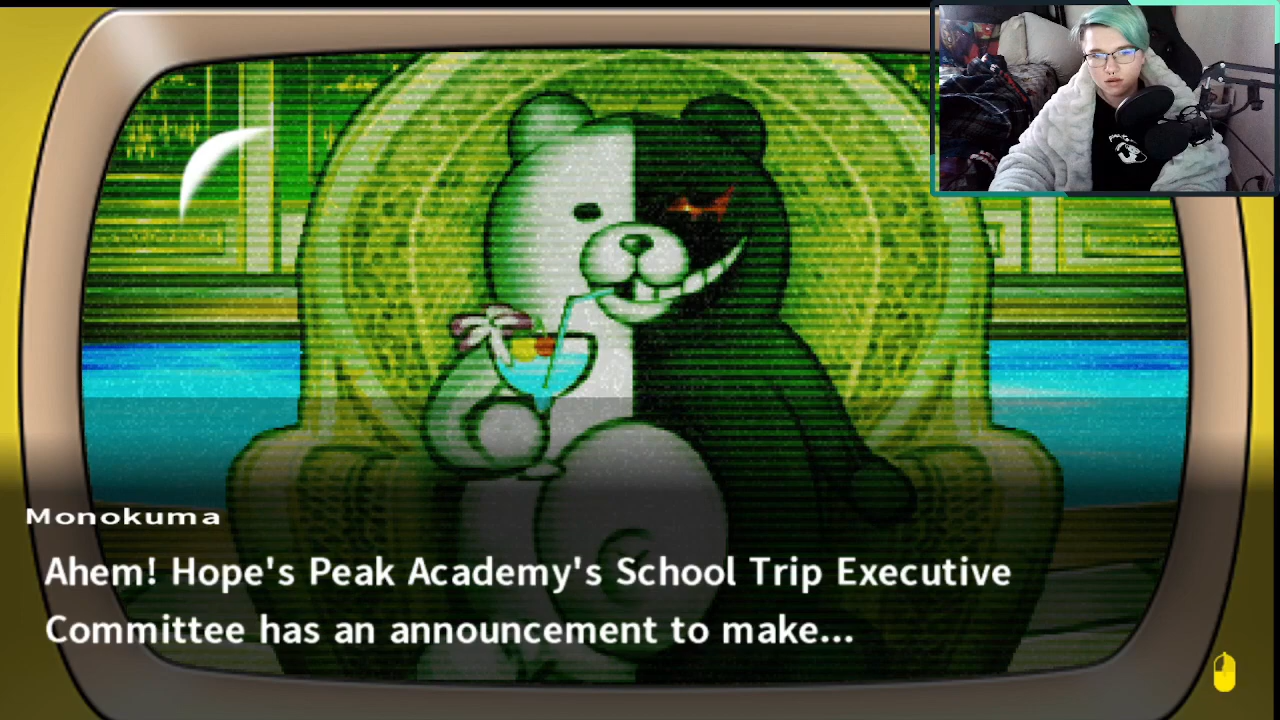 Monokuma
Ahem! Hope's Peak Academy's School Trip Executive
Committee has an announcement to make...